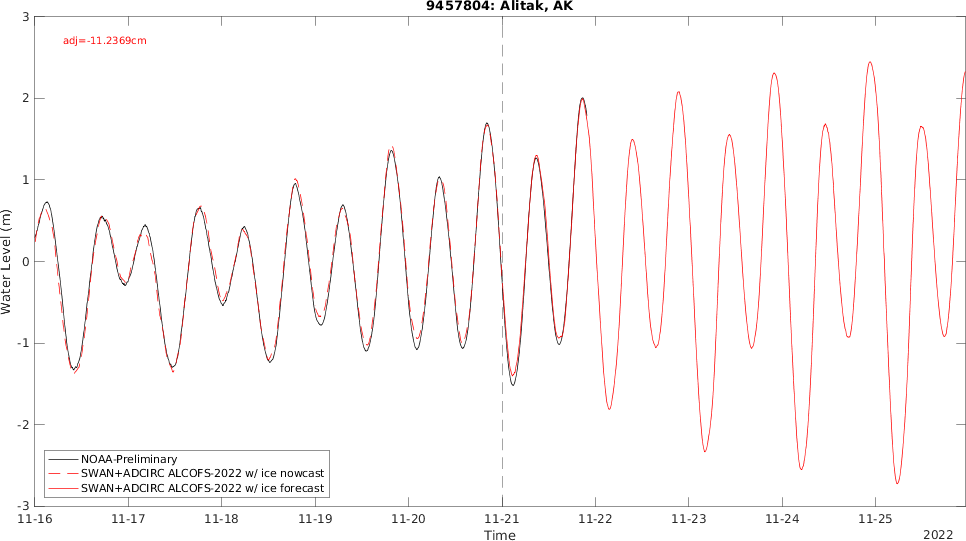 9457804: Alitak, AK
adj=-11.2369cm
3
2
1
0
-1
-2
-3
Water Level (m)
NOAA-Preliminary
SWAN+ADCIRC ALCOFS-2022 w/ ice nowcast
SWAN+ADCIRC ALCOFS-2022 w/ ice forecast
11-16 11-17 11-18 11-19 11-20 11-21 11-22 11-23 11-24 11-25
Time
2022